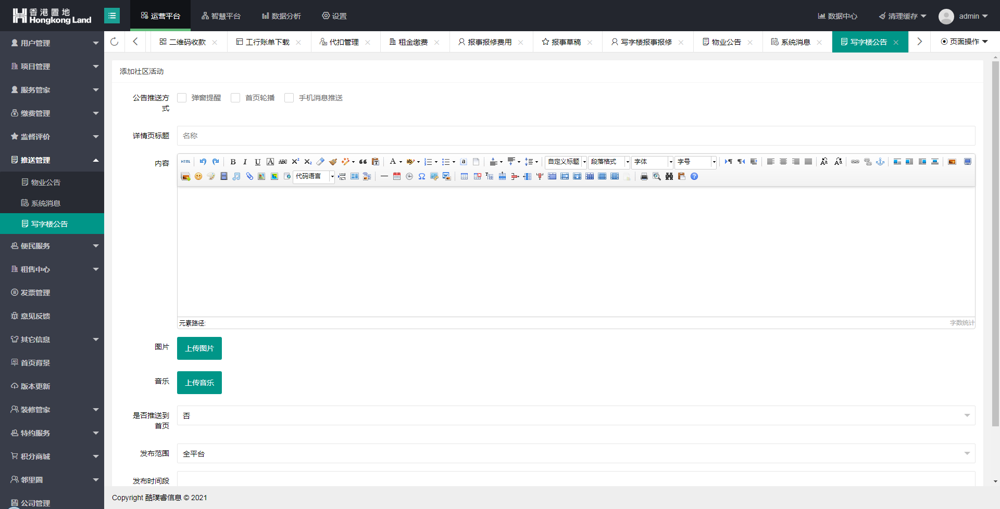 香港置地
Hongkong Land
运营平台
智慧平台
数据分析
设置
数据中心
清理缓存
admin
用户管理
项目管理
服务管家
缴费管理
监督评价
推送管理
物业公告
系统消息
写字楼公告
便民服务
租售中心
发票管理
意见反馈
其它信息
首页背景
版本更新
装修管家
特约服务
积分商城
邻里圈
公司管理
二维码收款
工行账单下载
代扣管理
租金缴费
报事报修费用
报事草稿
写字楼报事报修
物业公告
系统消息
写字楼公告
页面操作
添加社区活动
公告推送方式
弹窗提醒
首页轮播
手机消息推送
详情页标题
名称
内容
HTML
自定义标题
段落格式
字体
字号
代码语言
元素路径:
字数统计
图片
上传图片
音乐
上传音乐
是否推送到首页
否
发布范围
全平台
发布时间段
Copyright 酷璞睿信息 © 2021